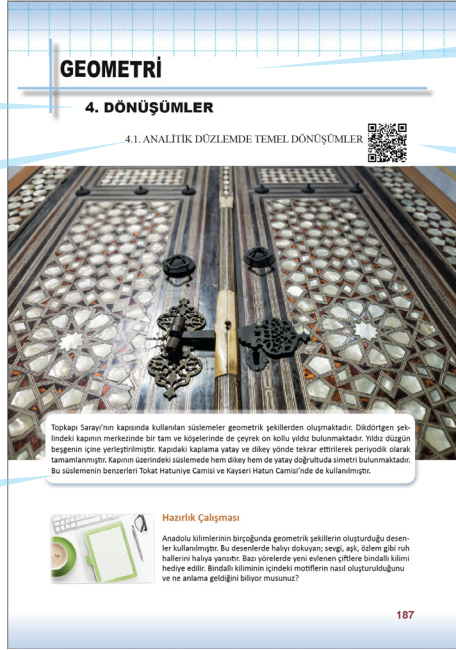 GEOMETRİ
4. DÖNÜŞÜMLER
4.1. ANALİTİK DÜZLEMDE TEMEL DÖNÜŞÜMLER
Topkapı Sarayı'nın kapısında kullanılan süslemeler geometrik şekillerden oluşmaktadır. Dikdörtgen şek-
lindeki kapının merkezinde bir tam ve köşelerinde de çeyrek on kollu yıldız bulunmaktadır. Yıldız düzgün
beşgenin içine yerleştirilmiştir. Kapıdaki kaplama yatay ve dikey yönde tekrar ettirilerek periyodik olarak
tamamlanmıştır. Kapının üzerindeki süslemede hem dikey hem de yatay doğrultuda simetri bulunmaktadır.
Bu süslemenin benzerleri Tokat Hatuniye Camisi ve Kayseri Hatun Camisi'nde de kullanılmıştır.
Hazırlık Çalışması
Anadolu kilimlerinin birçoğunda geometrik şekillerin oluşturduğu desen-
ler kullanılmıştır. Bu desenlerde halıyı dokuyan; sevgi, aşk, özlem gibi ruh
hallerini halıya yansıtır. Bazı yörelerde yeni evlenen çiftlere bindallı kilimi
hediye edilir. Bindallı kiliminin içindeki motiflerin nasıl oluşturulduğunu
ve ne anlama geldiğini biliyor musunuz?
187